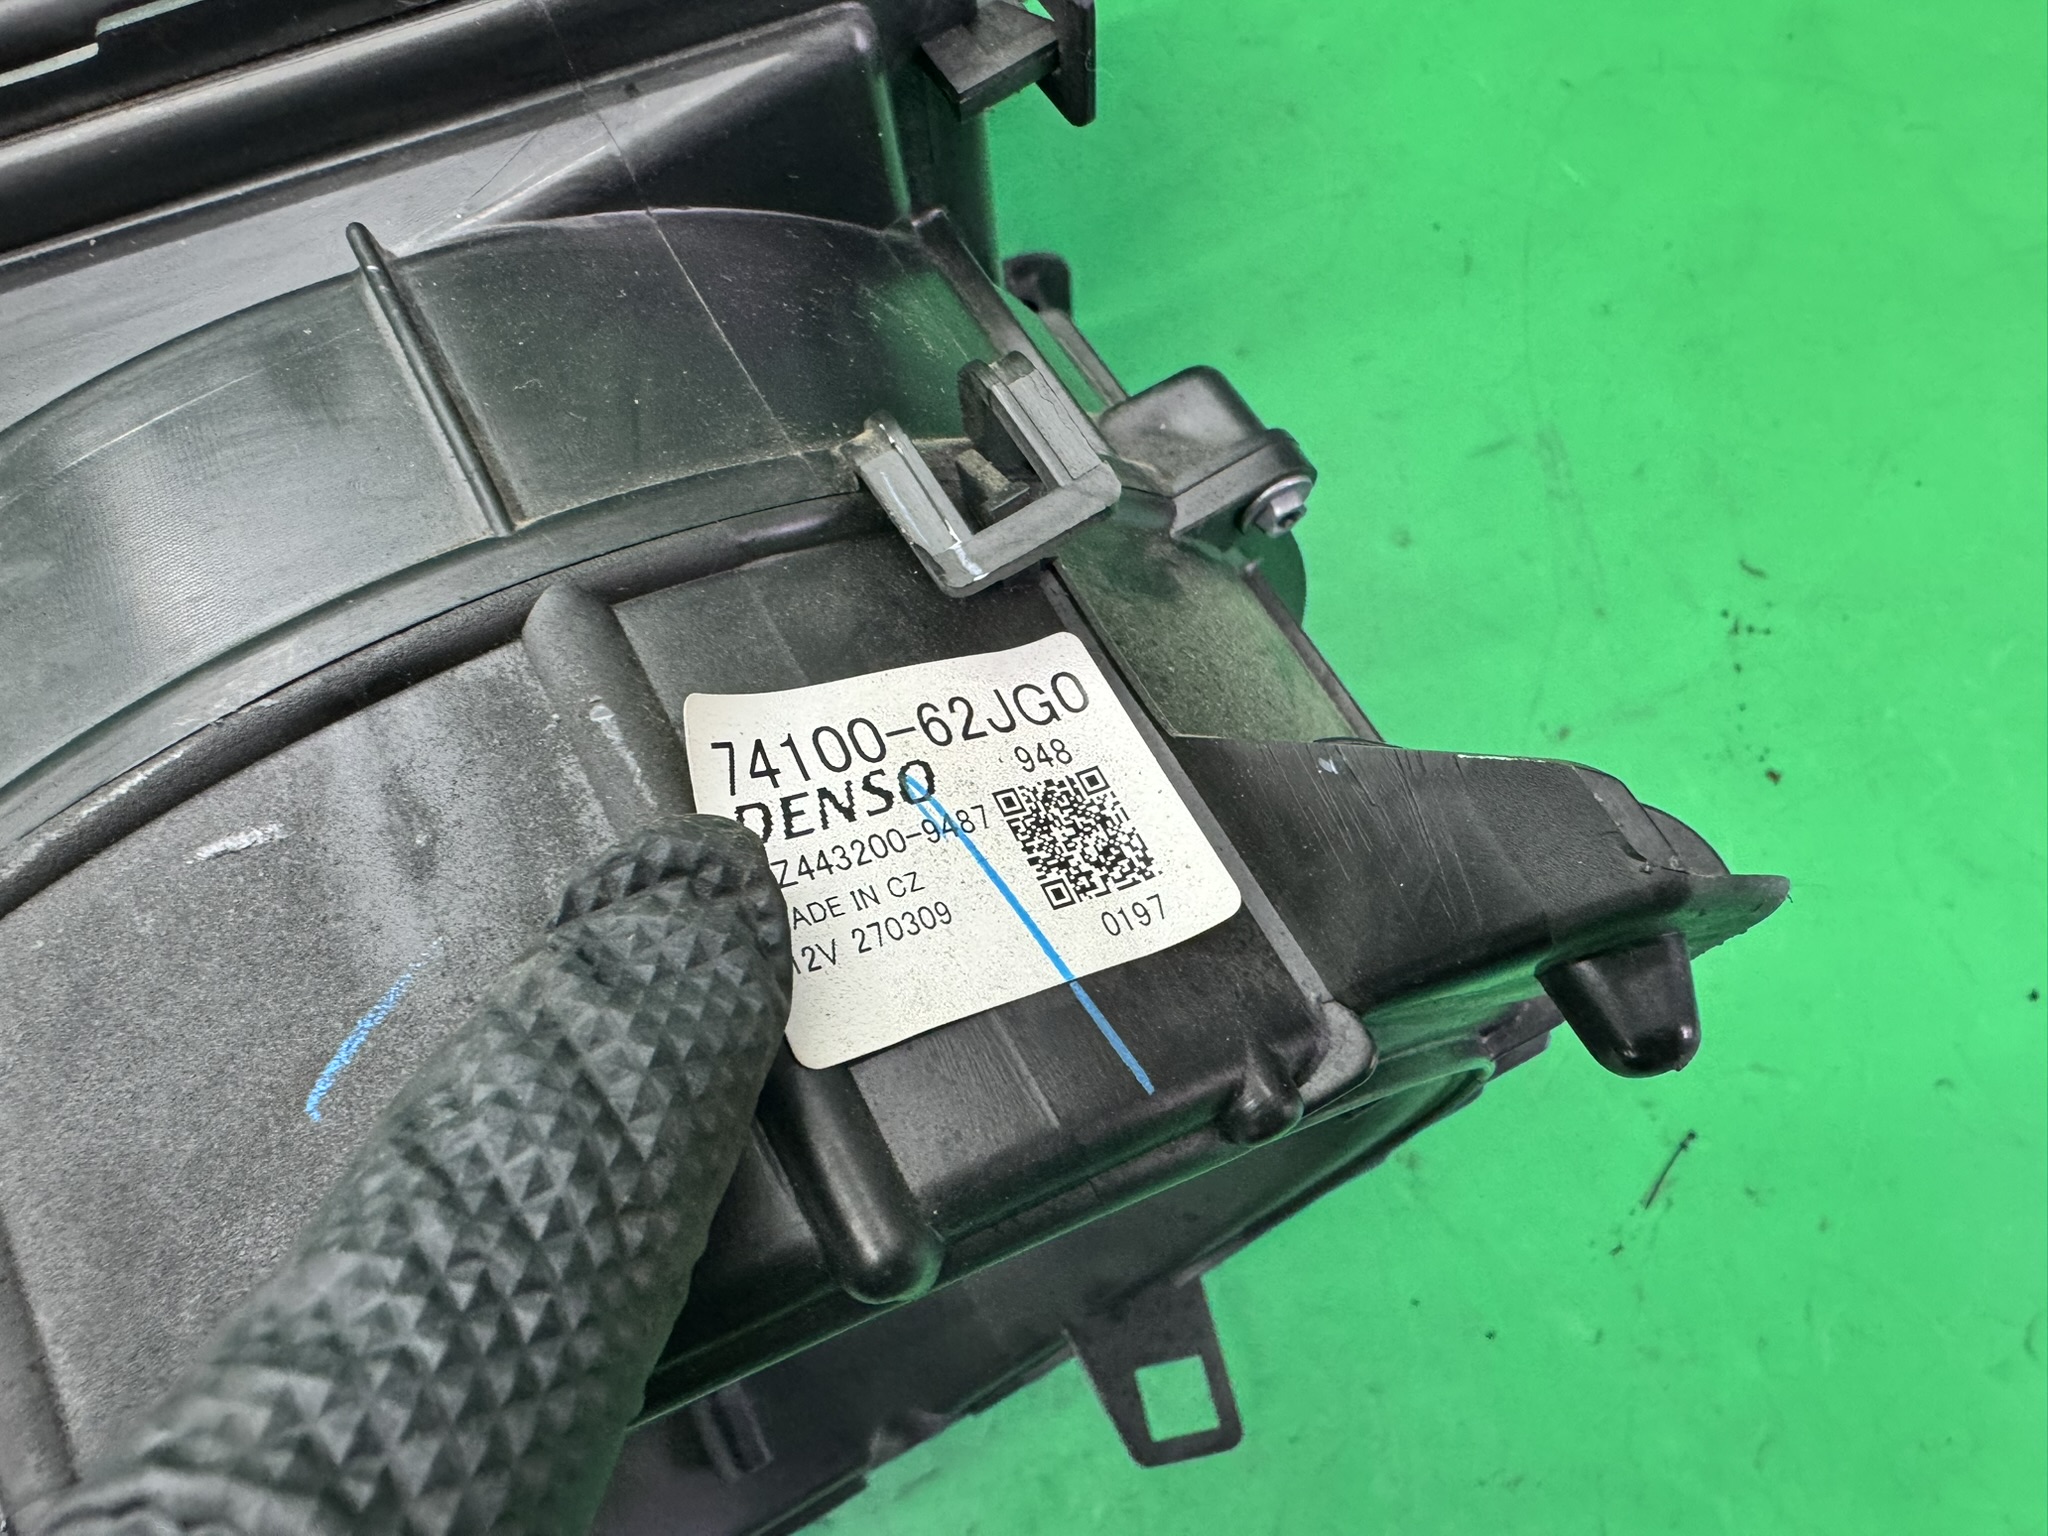 74100-62JG0
948
DENSO
Z443200-9487
ADE IN CZ
12V 270309
0197